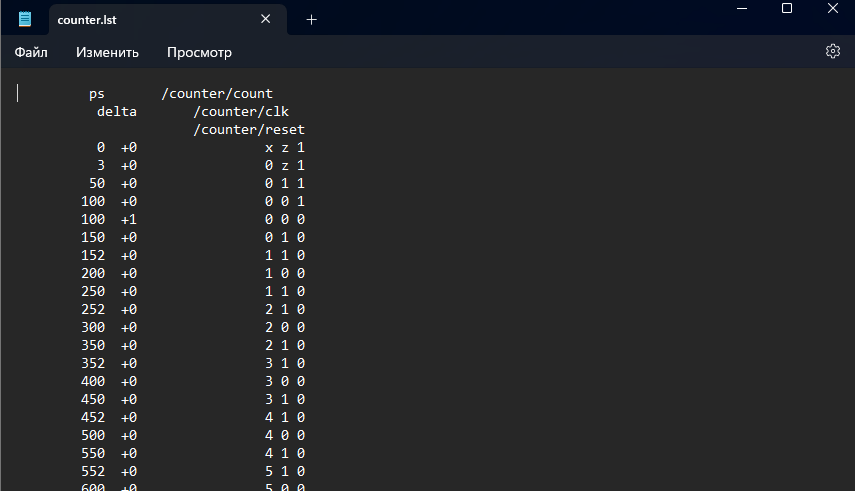 counter.lst
Файл Изменить Просмотр
ps /counter/count
delta /counter/clk
/counter/reset
0 +0 x z 1
3 +0 0 z 1
50 +0 0 1 1
100 +0 0 0 1
100 +1 0 0 0
150 +0 0 1 0
152 +0 1 1 0
200 +0 1 0 0
250 +0 1 1 0
252 +0 2 1 0
300 +0 2 0 0
350 +0 2 1 0
352 +0 3 1 0
400 +0 3 0 0
450 +0 3 1 0
452 +0 4 1 0
500 +0 4 0 0
550 +0 4 1 0
552 +0 5 1 0
600 +0 5 0 0